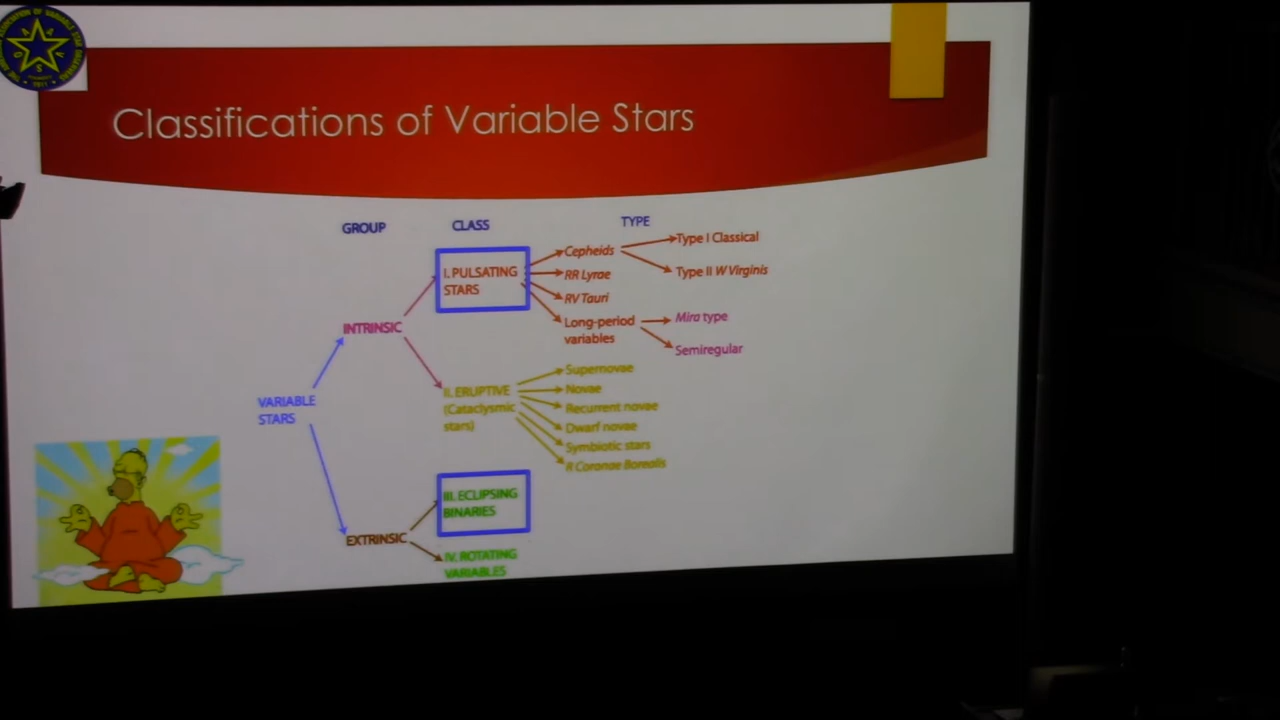 Classifications of Variable Stars
GROUP
CLASS
TYPE
VARIABLE
STARS
INTRINSIC
I. PULSATING
STARS
Cepheids
Type I Classical
Type II W Virginis
RR Lyrae
RV Tauri
Long-period
variables
Mira type
Semiregular
II. ERUPTIVE
(Cataclysmic
stars)
Supernovae
Novae
Recurrent novae
Dwarf novae
Symbiotic stars
R Coronae Borealis
EXTRINSIC
III. ECLIPSING
BINARIES
IV. ROTATING
VARIABLES